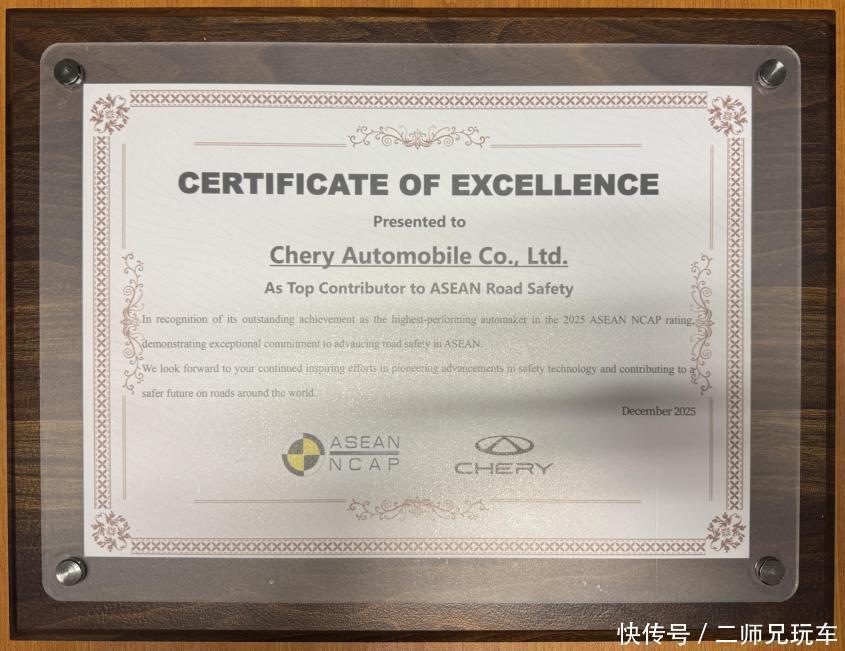 CERTIFICATE OF EXCELLENCE
Presented to
Chery Automobile Co., Ltd.
As Top Contributor to ASEAN Road Safety
In recognition of its outstanding achievement as the highest-performing automaker in the 2025 ASEAN NCAP rating,
demonstrating exceptional commitment to advaucing road safety in ASEAN.
We look forward to your continued inspiring efforts in pioneering advancements in safety technology and contributing to a
safer future on roads around the world.
December 2025
ASEAN
NCAP
CHERY
快传号 / 二师兄玩车